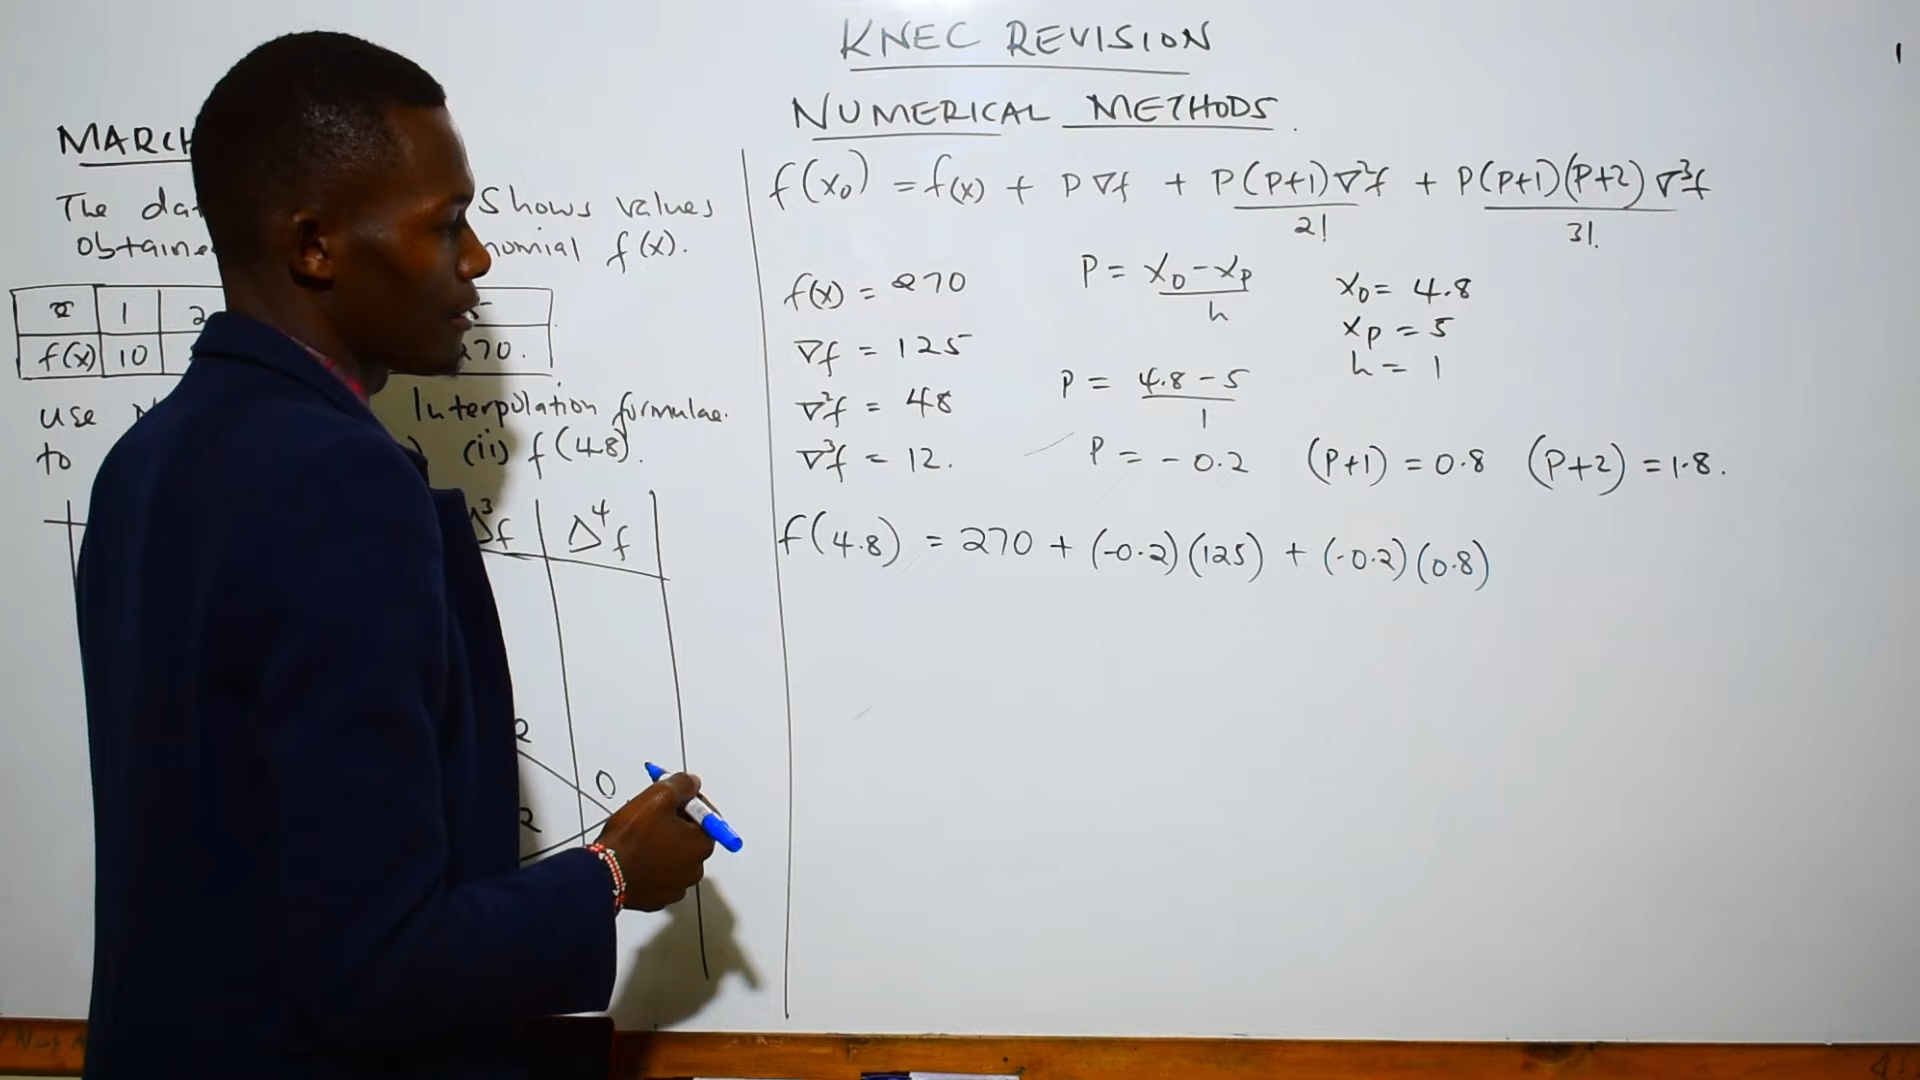 KNEC REVISION
NUMERICAL METHODS.
MARCH
The Shows values
f(x).
x 1 2
f(x) 10 270.
use Interpolation formulae.
to (ii) f(4.8).
Δ³f Δ⁴f
0
f(x₀) = f(x) + P∇f + P(P+1)∇²f/2! + P(P+1)(P+2)∇³f/3!
f(x) = 270
∇f = 125
∇²f = 48
∇³f = 12.
P = x₀-xp/h
P = 4.8-5/1
P = -0.2
x₀ = 4.8
xp = 5
h = 1
(P+1) = 0.8
(P+2) = 1.8.
f(4.8) = 270 + (-0.2)(125) + (-0.2)(0.8)